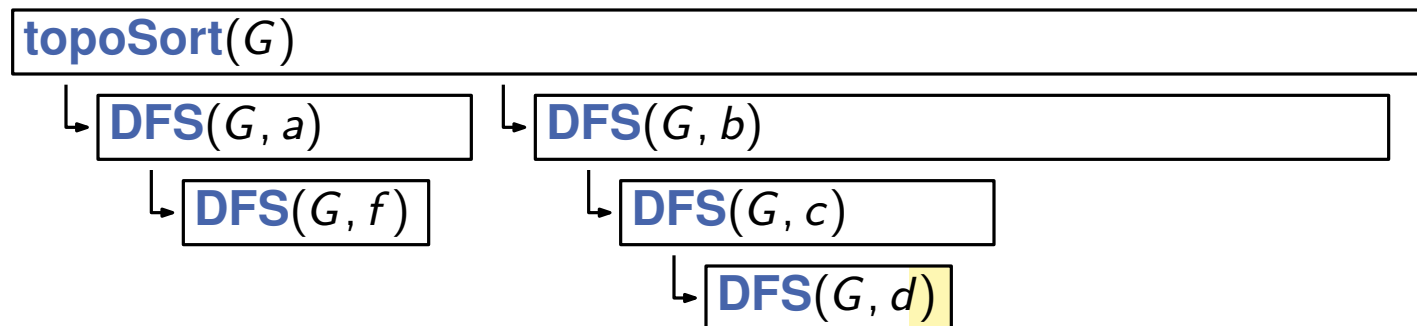 topoSort(G)
DFS(G, a) DFS(G, b)
DFS(G, f) DFS(G, c)
DFS(G, d)